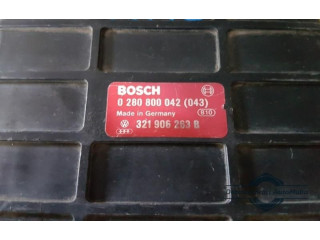 BOSCH
0 280 800 042 (043)
Made in Germany
321 906 263 B